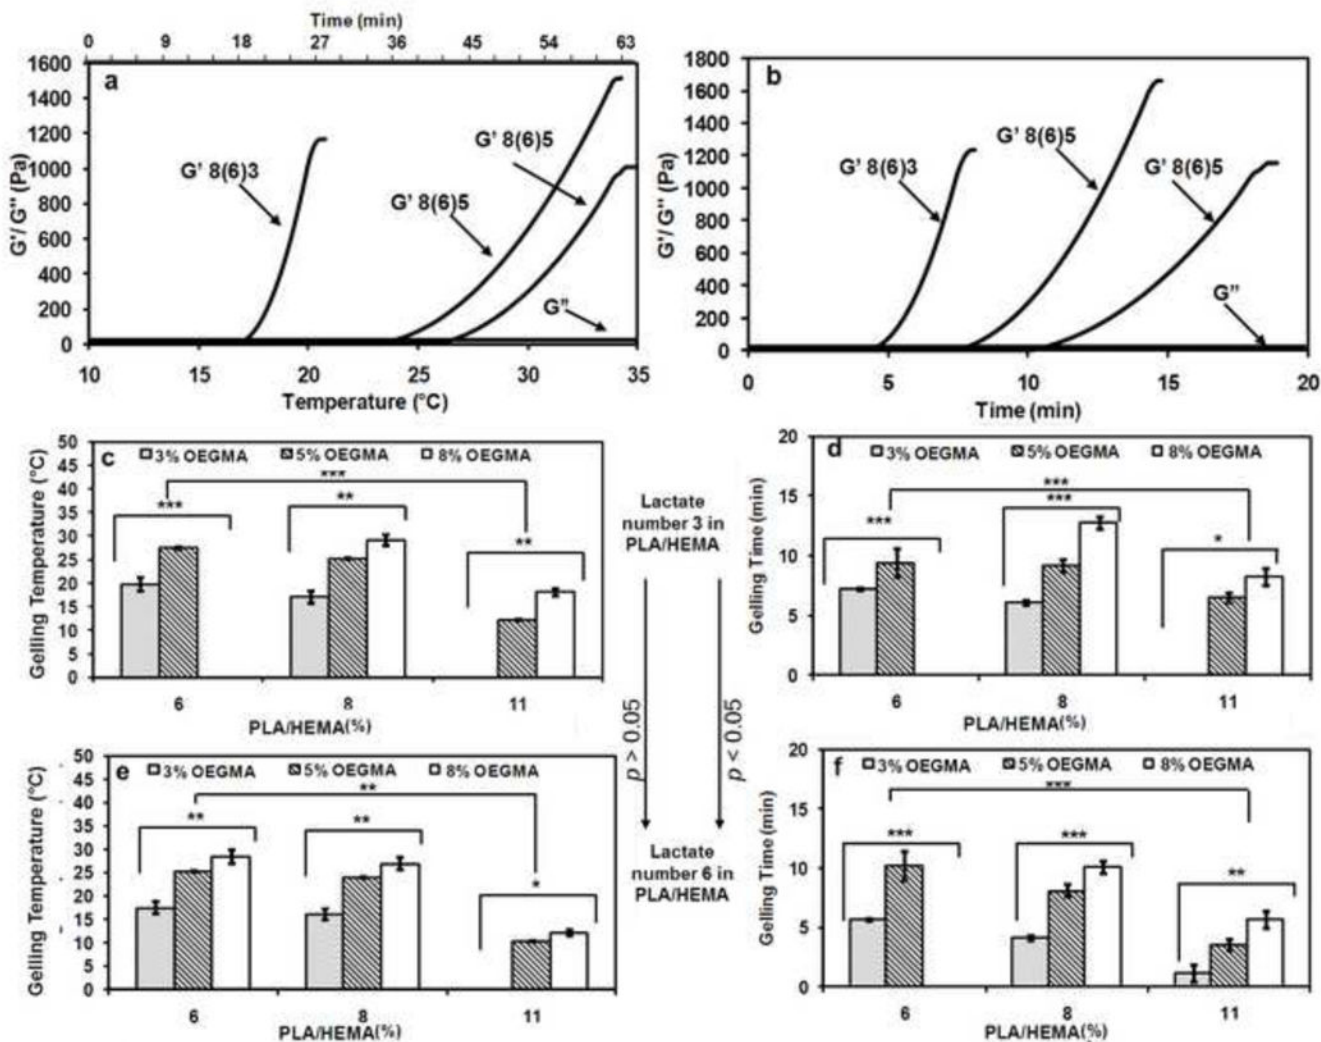 Time (min)
0 9 18 27 36 45 54 63
a
1600
1400
1200
1000
800
600
400
200
0
G'/ G'' (Pa)
G' 8(6)3
G' 8(6)5
G' 8(6)5
G''
10 15 20 25 30 35
Temperature (°C)
b
1800
1600
1400
1200
1000
800
600
400
200
0
G'/ G'' (Pa)
G' 8(6)3
G' 8(6)5
G' 8(6)5
G''
0 5 10 15 20
Time (min)
c
3% OEGMA 5% OEGMA 8% OEGMA
50
45
40
35
30
25
20
15
10
5
0
Gelling Temperature (°C)
***
***
**
**
6 8 11
PLA/HEMA(%)
Lactate
number 3 in
PLA/HEMA
p > 0.05
p < 0.05
Lactate
number 6 in
PLA/HEMA
d
3% OEGMA 5% OEGMA 8% OEGMA
20
15
10
5
0
Gelling Time (min)
***
***
***
*
6 8 11
PLA/HEMA(%)
e
3% OEGMA 5% OEGMA 8% OEGMA
50
45
40
35
30
25
20
15
10
5
0
Gelling Temperature (°C)
**
**
**
*
6 8 11
PLA/HEMA(%)
f
3% OEGMA 5% OEGMA 8% OEGMA
20
15
10
5
0
Gelling Time (min)
***
***
***
**
6 8 11
PLA/HEMA(%)